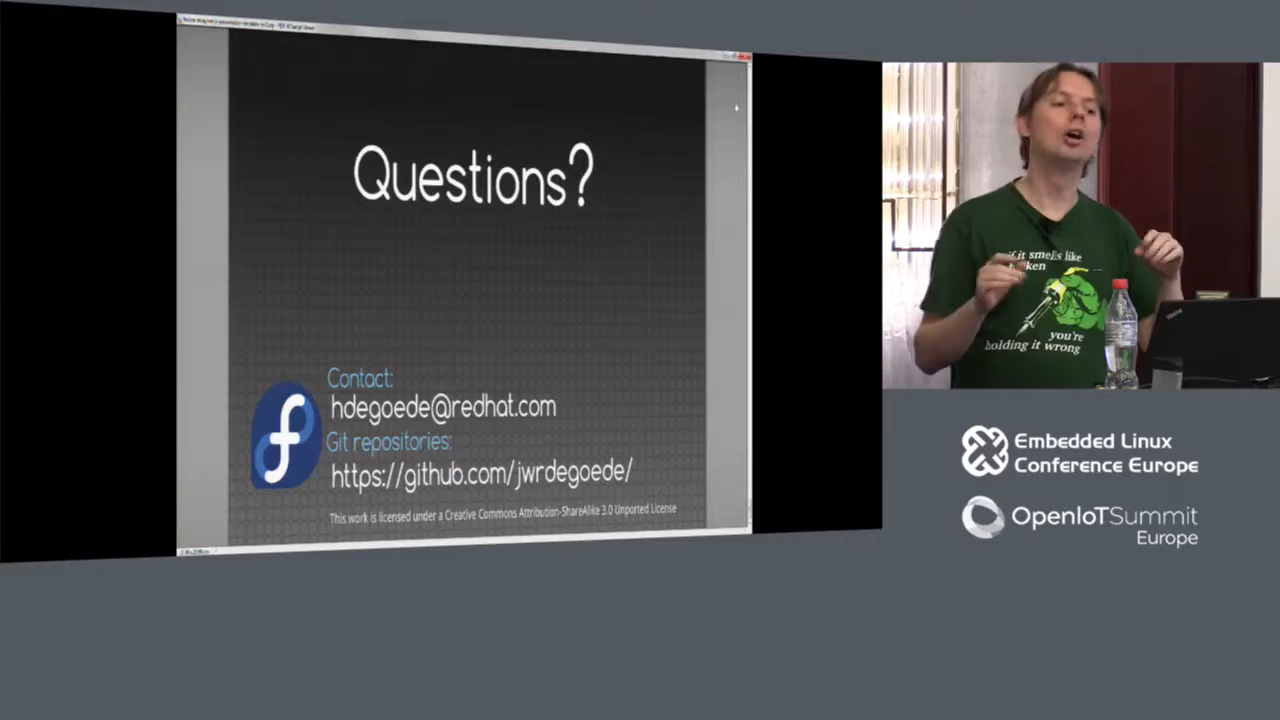 Questions?
Contact:
hdegoede@redhat.com
Git repositories:
https://github.com/jwrdegoede/
This work is licensed under a Creative Commons Attribution-ShareAlike 3.0 Unported License
if it smells like
you're
holding it wrong
Embedded Linux
Conference Europe
OpenIoTSummit
Europe